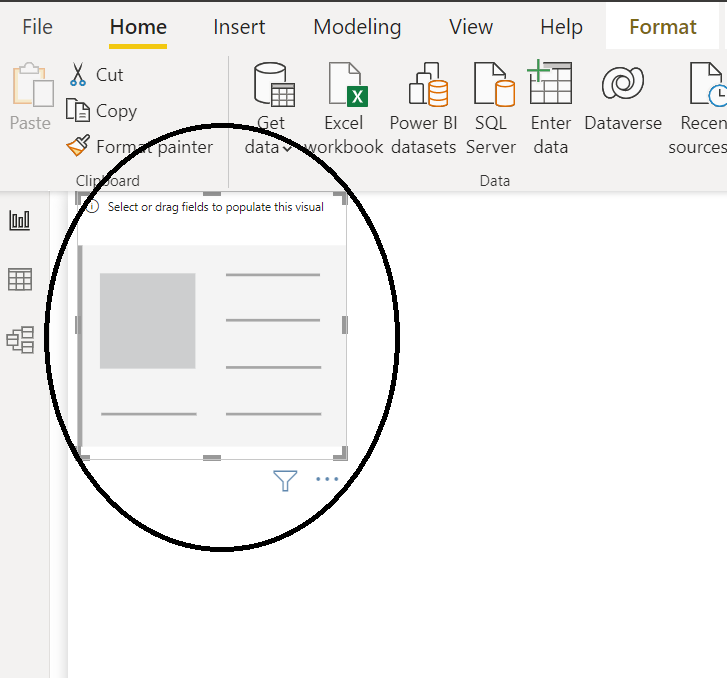 File Home Insert Modeling View Help Format
Cut
Copy
Format painter
Paste
Clipboard
Get data
Excel workbook
Power BI datasets
SQL Server
Enter data
Dataverse
Recen
sources
Data
Select or drag fields to populate this visual